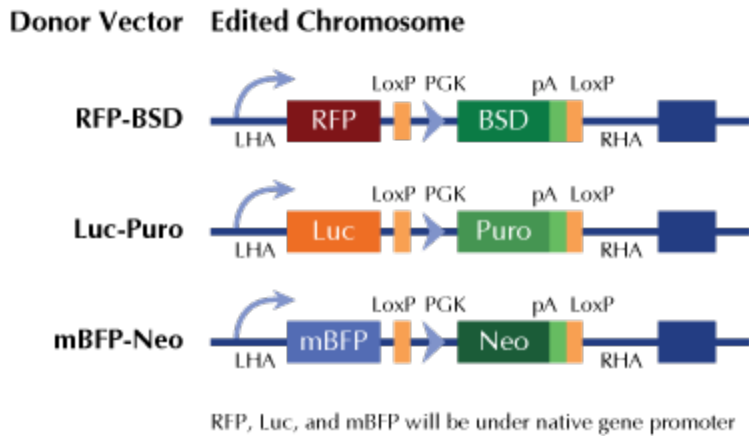 Donor Vector Edited Chromosome
LoxP PGK pA LoxP
RFP-BSD RFP BSD
LHA RHA
LoxP PGK pA LoxP
Luc-Puro Luc Puro
LHA RHA
LoxP PGK pA LoxP
mBFP-Neo mBFP Neo
LHA RHA
RFP, Luc, and mBFP will be under native gene promoter